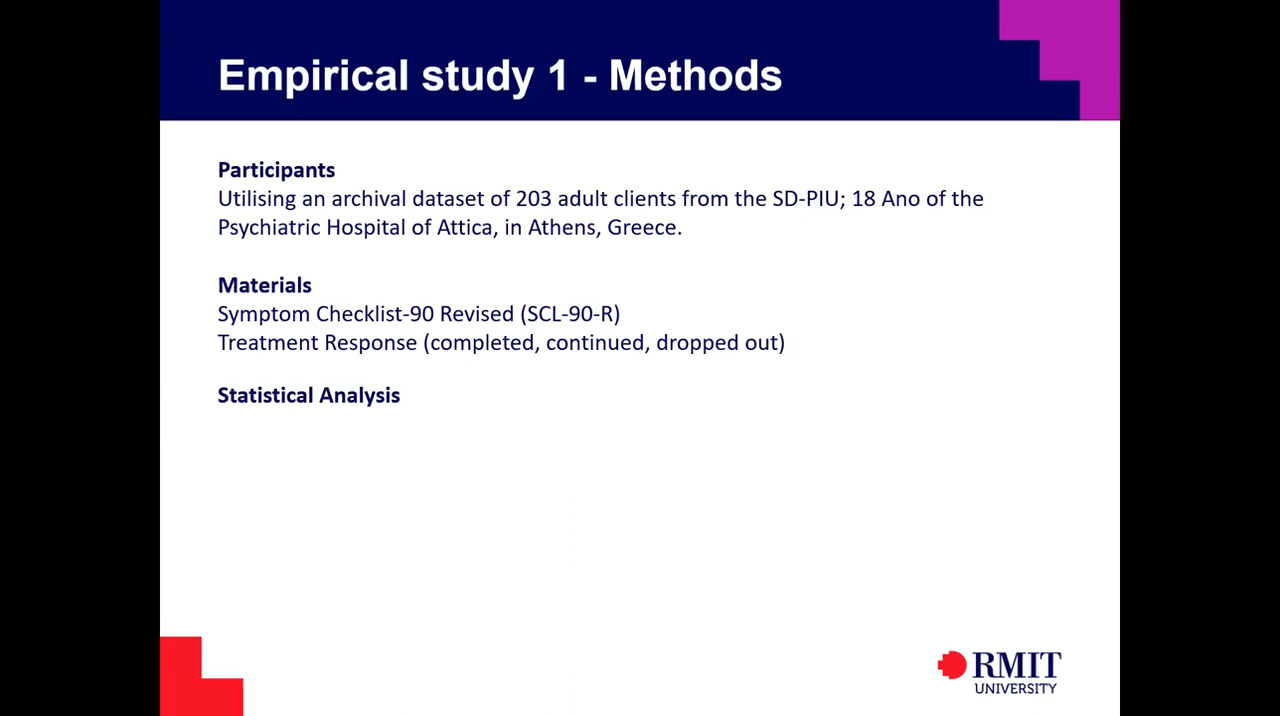 Empirical study 1 - Methods
Participants
Utilising an archival dataset of 203 adult clients from the SD-PIU; 18 Ano of the
Psychiatric Hospital of Attica, in Athens, Greece.
Materials
Symptom Checklist-90 Revised (SCL-90-R)
Treatment Response (completed, continued, dropped out)
Statistical Analysis
RMIT
UNIVERSITY